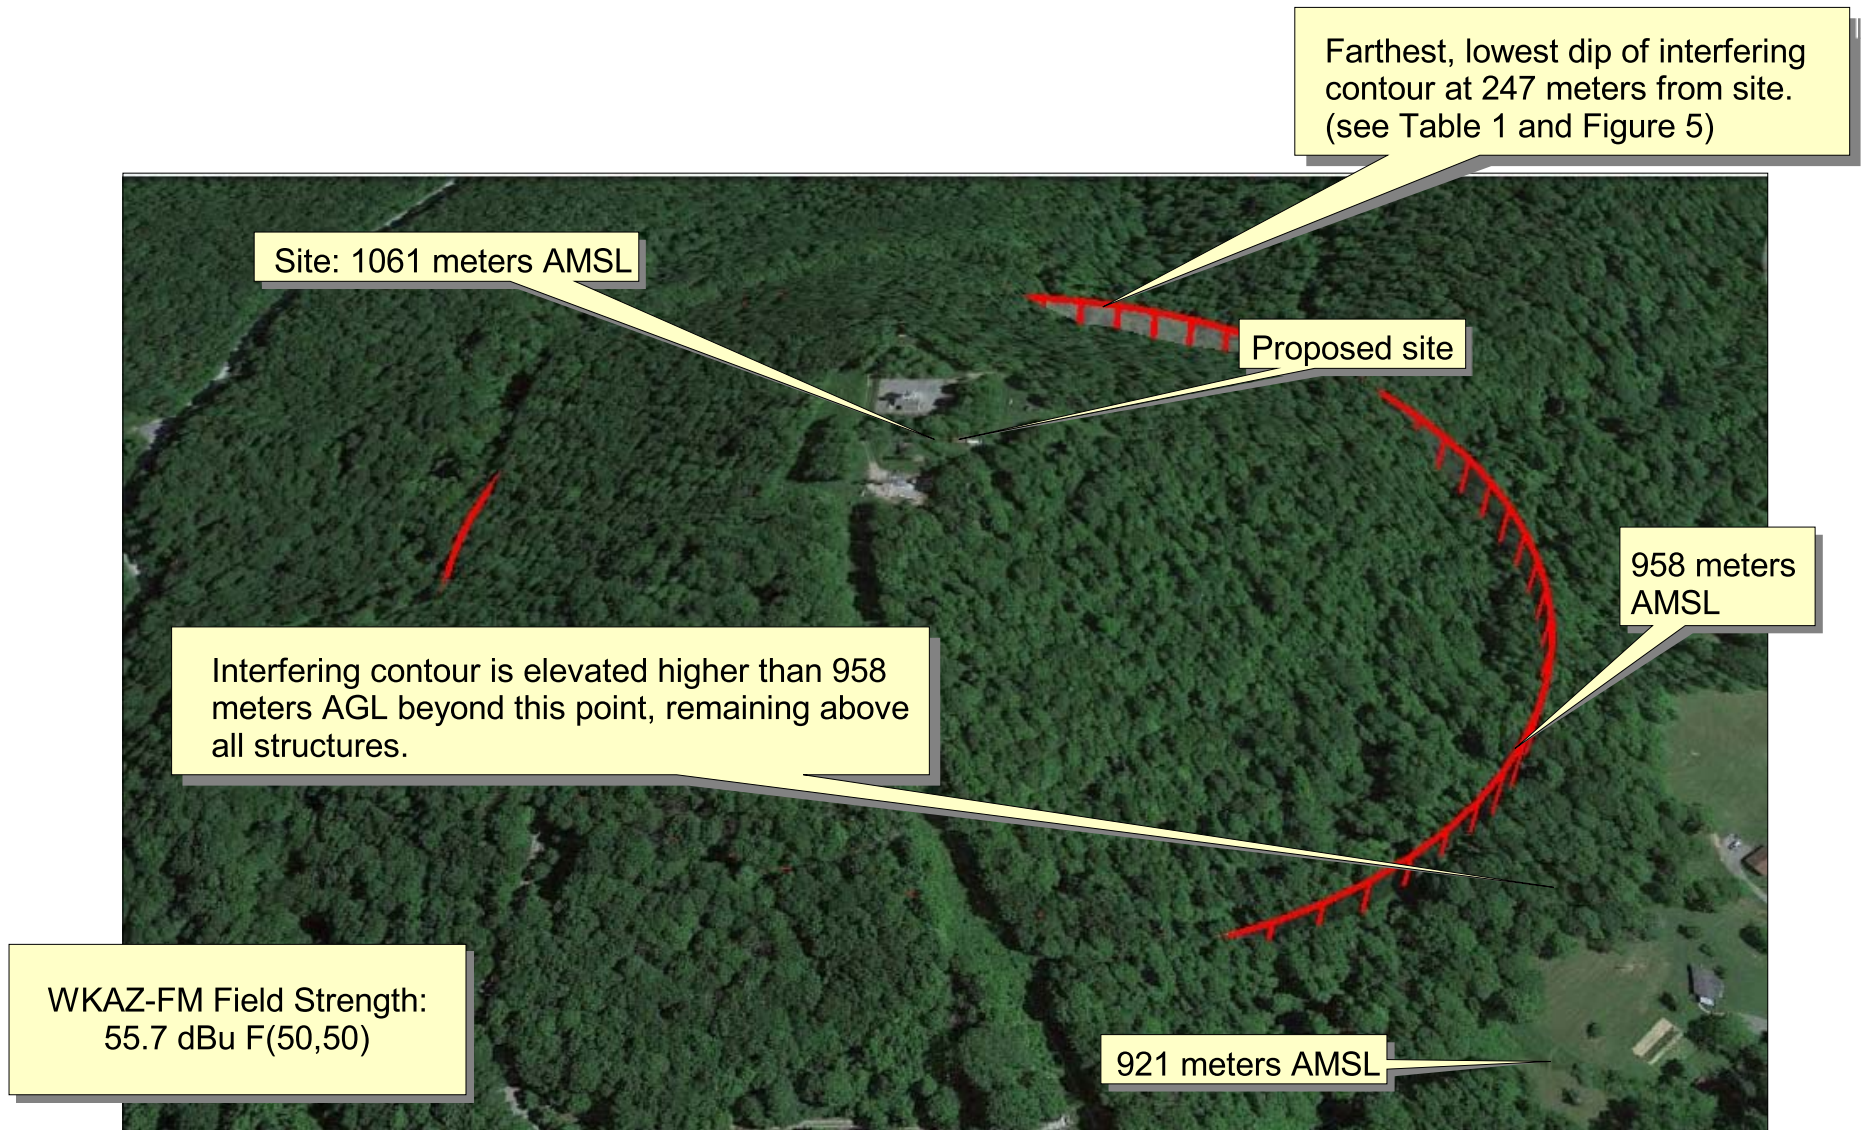 Farthest, lowest dip of interfering
contour at 247 meters from site.
(see Table 1 and Figure 5)
Site: 1061 meters AMSL
Proposed site
958 meters
AMSL
Interfering contour is elevated higher than 958
meters AGL beyond this point, remaining above
all structures.
WKAZ-FM Field Strength:
55.7 dBu F(50,50)
921 meters AMSL